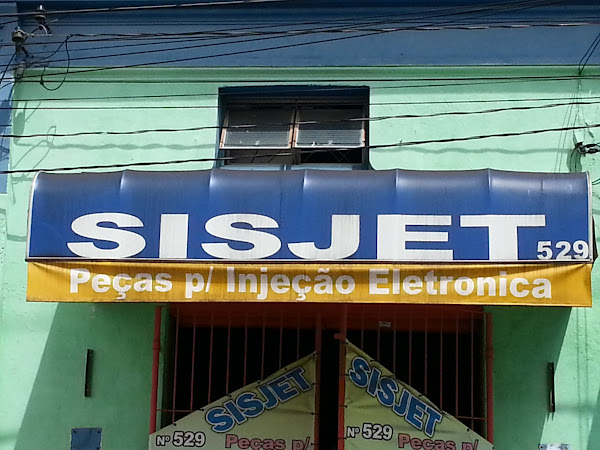 SISJET 529
Peças p/ Injeção Eletronica
SISJET
Nº 529 Peças p/
SISJET
Nº 529 Peças p/